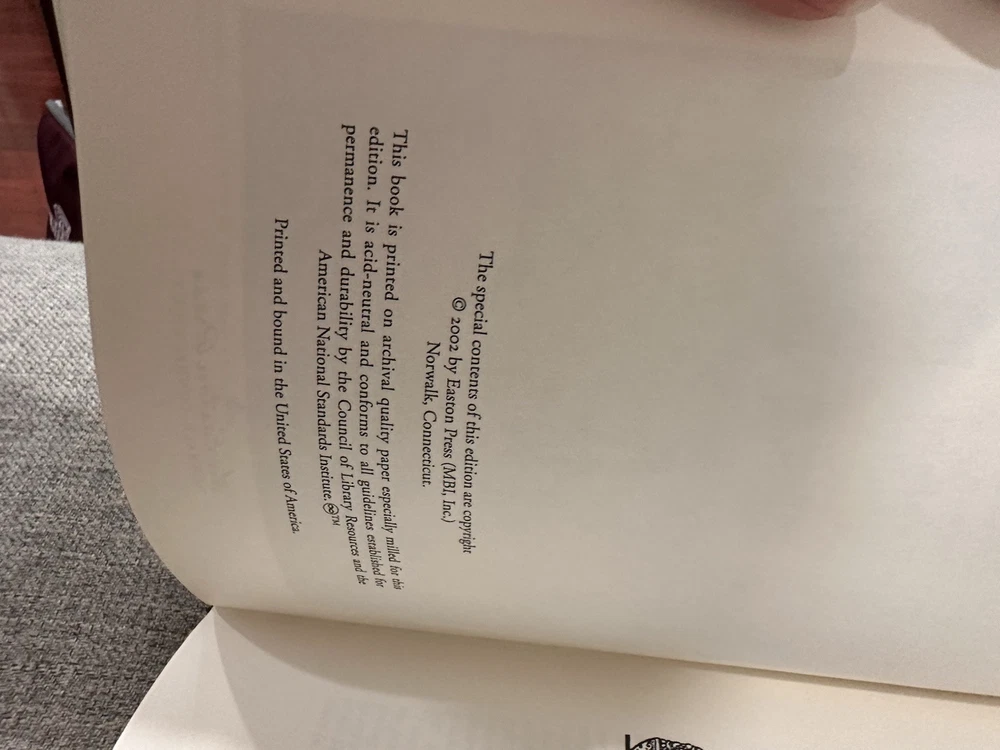 The special contents of this edition are copyright
© 2002 by Easton Press (MBI, Inc.)
Norwalk, Connecticut.
This book is printed on archival quality paper especially milled for this
edition. It is acid-neutral and conforms to all guidelines established for
permanence and durability by the Council of Library Resources and the
American National Standards Institute.♾™
Printed and bound in the United States of America.